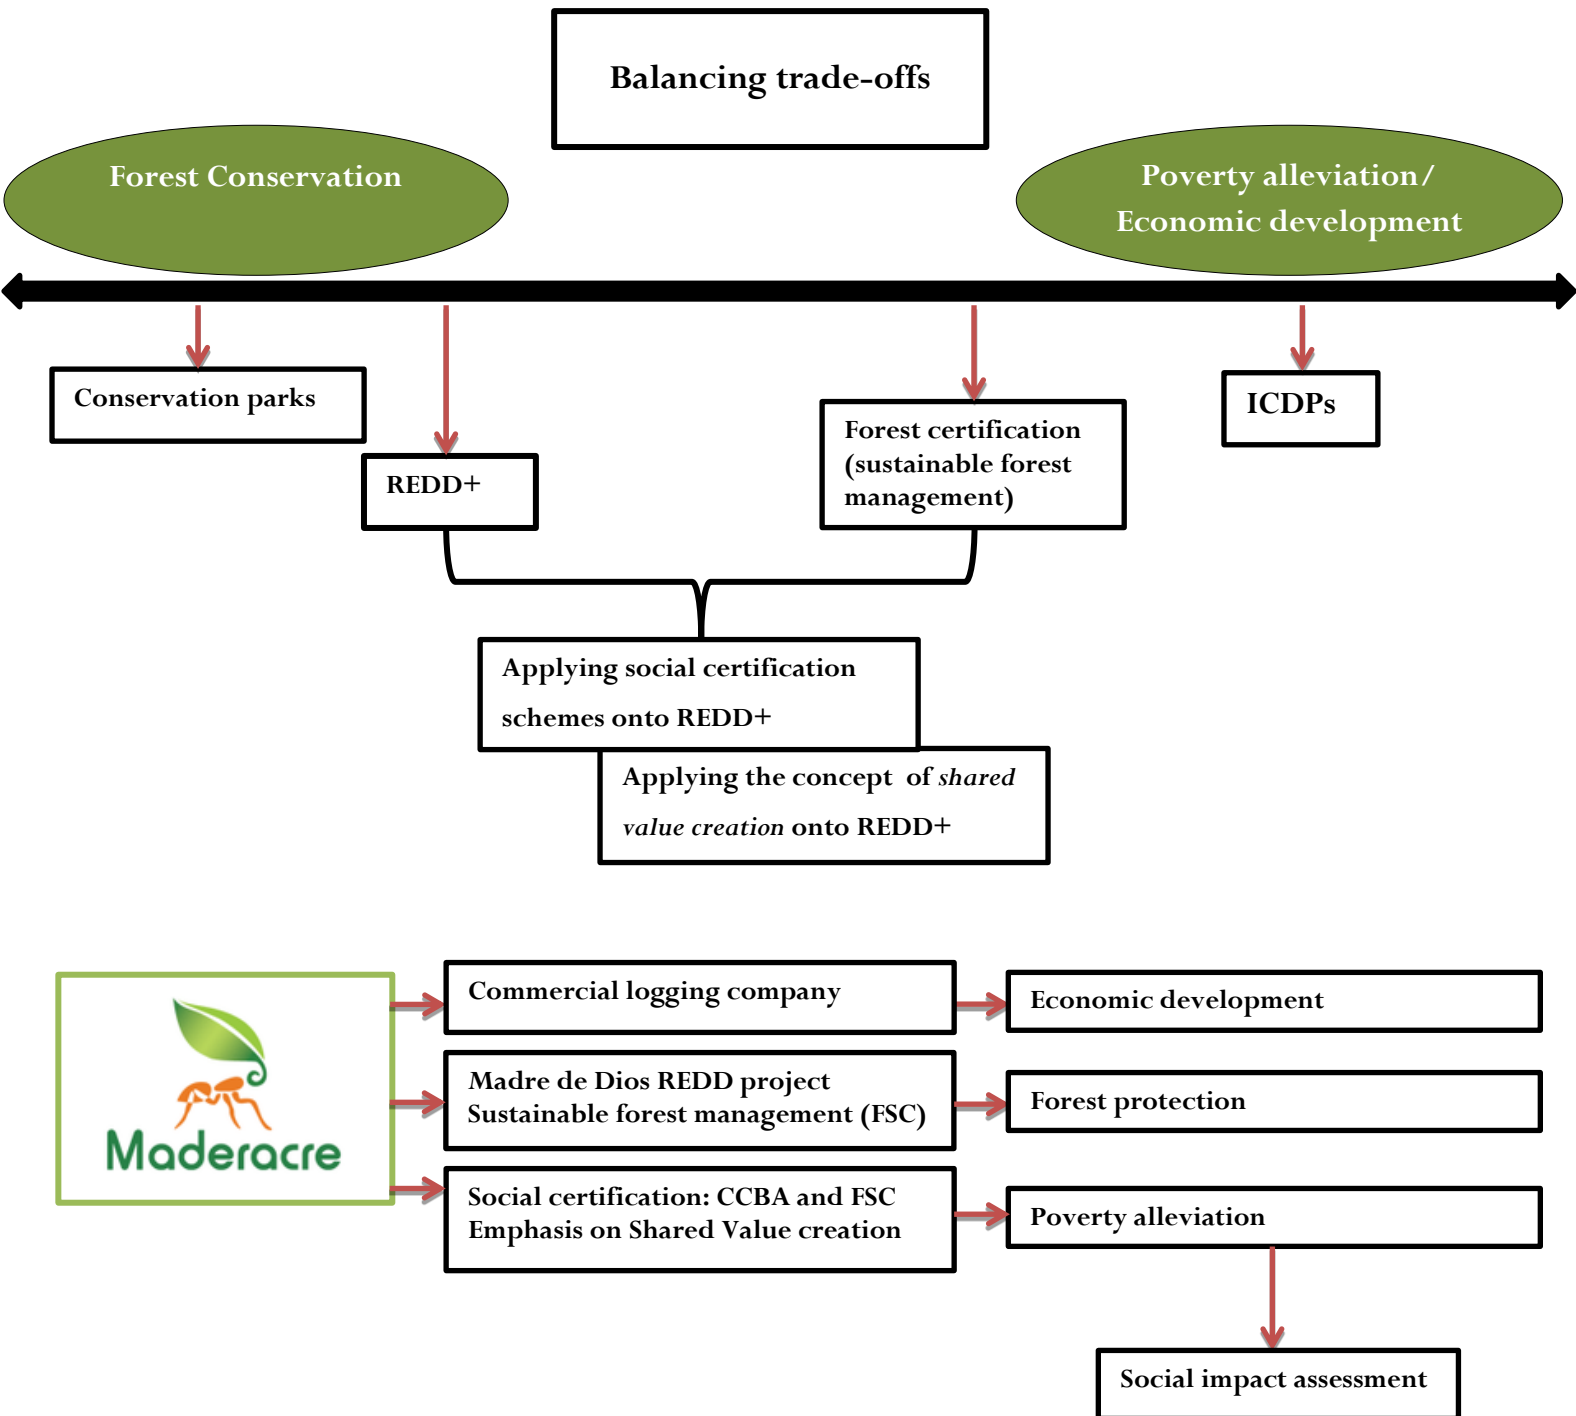 Balancing trade-offs
Forest Conservation
Poverty alleviation/
Economic development
Conservation parks
REDD+
Forest certification
(sustainable forest
management)
ICDPs
Applying social certification
schemes onto REDD+
Applying the concept of shared
value creation onto REDD+
Maderacre
Commercial logging company
Economic development
Madre de Dios REDD project
Sustainable forest management (FSC)
Forest protection
Social certification: CCBA and FSC
Emphasis on Shared Value creation
Poverty alleviation
Social impact assessment